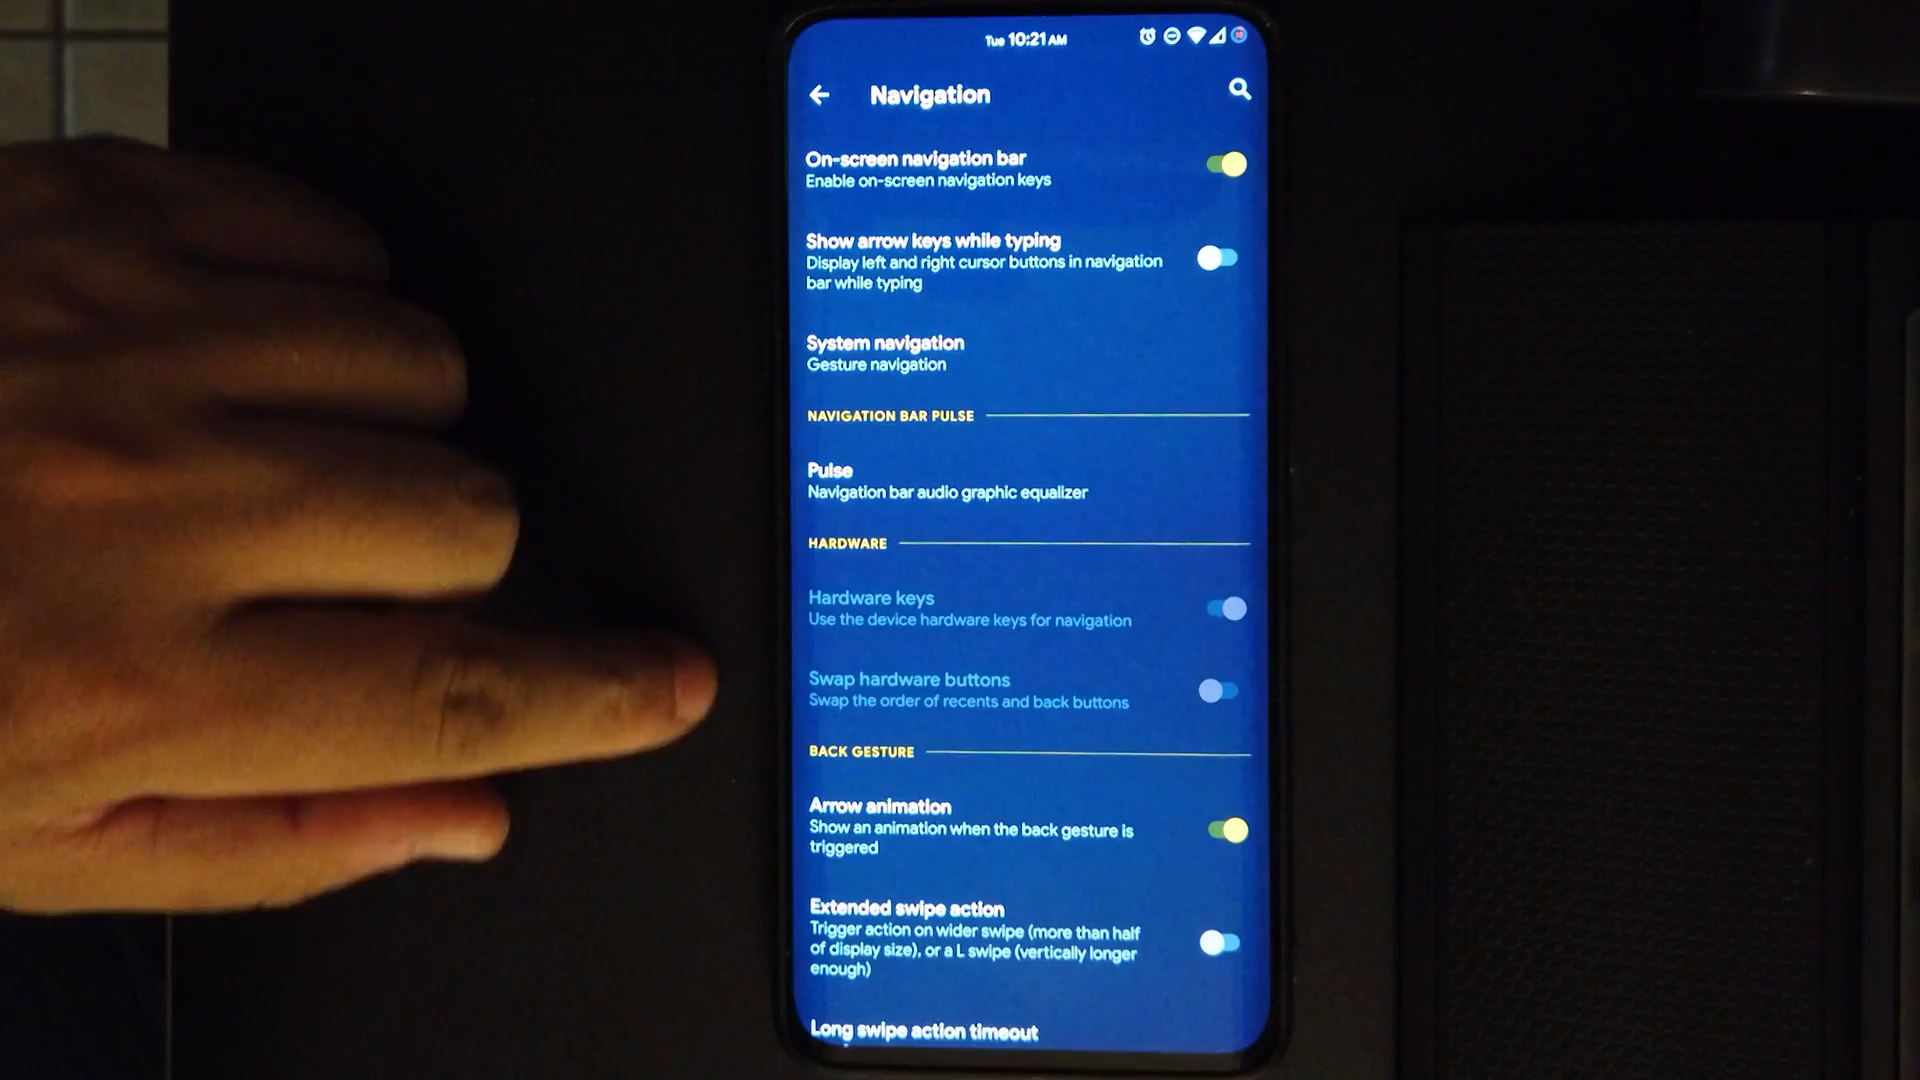 Tue 10:21 AM
Navigation
On-screen navigation bar
Enable on-screen navigation keys
Show arrow keys while typing
Display left and right cursor buttons in navigation
bar while typing
System navigation
Gesture navigation
NAVIGATION BAR PULSE
Pulse
Navigation bar audio graphic equalizer
HARDWARE
Hardware keys
Use the device hardware keys for navigation
Swap hardware buttons
Swap the order of recents and back buttons
BACK GESTURE
Arrow animation
Show an animation when the back gesture is
triggered
Extended swipe action
Trigger action on wider swipe (more than half
of display size), or a L swipe (vertically longer
enough)
Long swipe action timeout